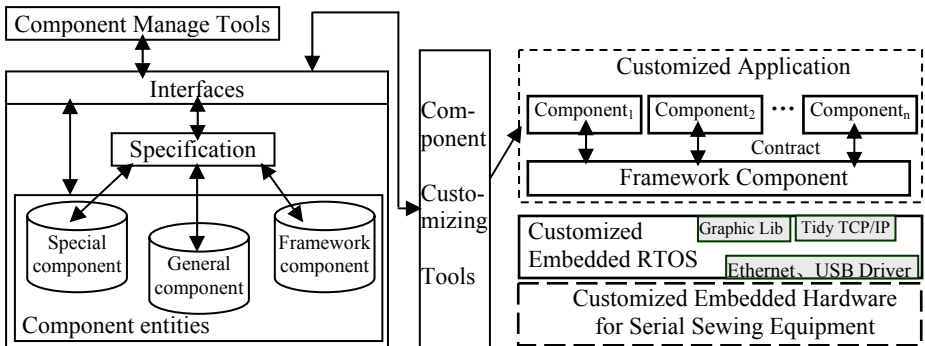 Component Manage Tools
Interfaces
Specification
Special
component
General
component
Framework
component
Component entities
Com-
ponent
Custo-
mizing
Tools
Customized Application
Component1
Component2
...
Componentn
Contract
Framework Component
Customized
Embedded RTOS
Graphic Lib
Tidy TCP/IP
Ethernet、USB Driver
Customized Embedded Hardware
for Serial Sewing Equipment